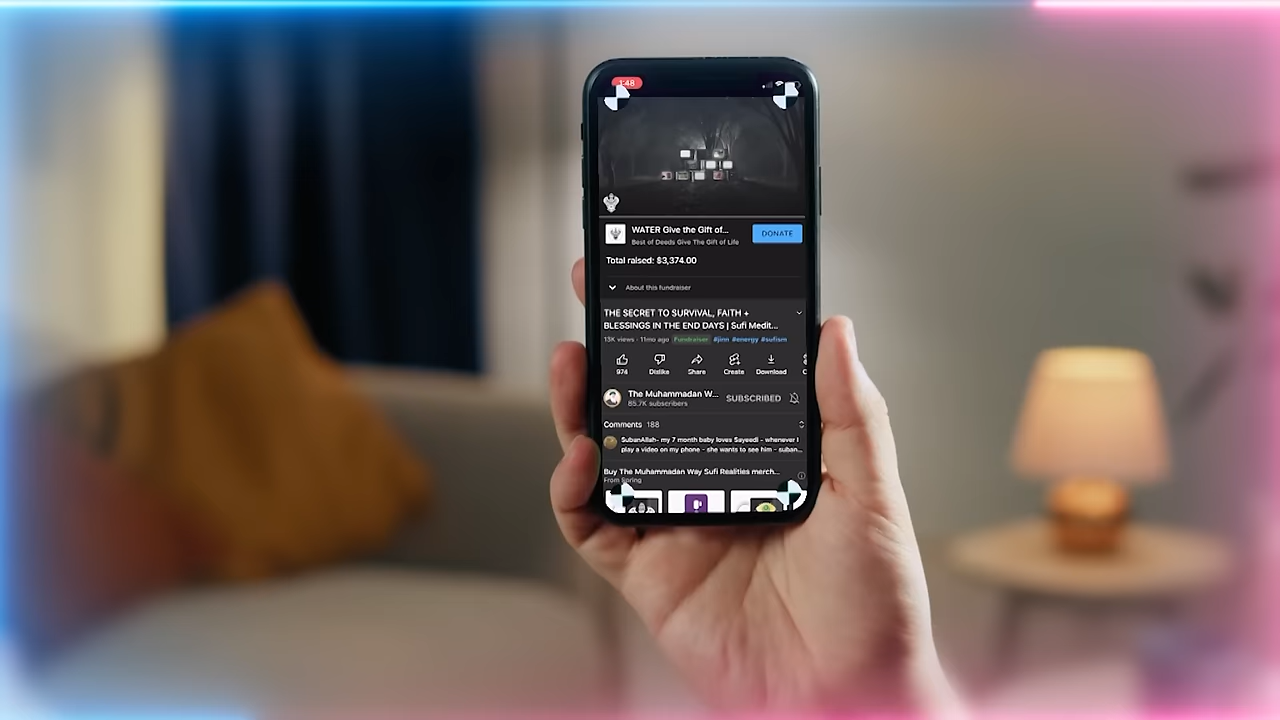 1:48
WATER Give the Gift of...
Best of Deeds Give The Gift of Life
DONATE
Total raised: $3,374.00
About this fundraiser
THE SECRET TO SURVIVAL, FAITH +
BLESSINGS IN THE END DAYS | Sufi Medit...
13K views · 11mo ago Fundraiser #jinn #energy #sufism
974 Dislike Share Create Download
The Muhammadan W...
85.7K subscribers
SUBSCRIBED
Comments 188
SubanAllah- my 7 month baby loves Sayeedi - whenever I
play a video on my phone - she wants to see him - suban...
Buy The Muhammadan Way Sufi Realities merch...
From Spring